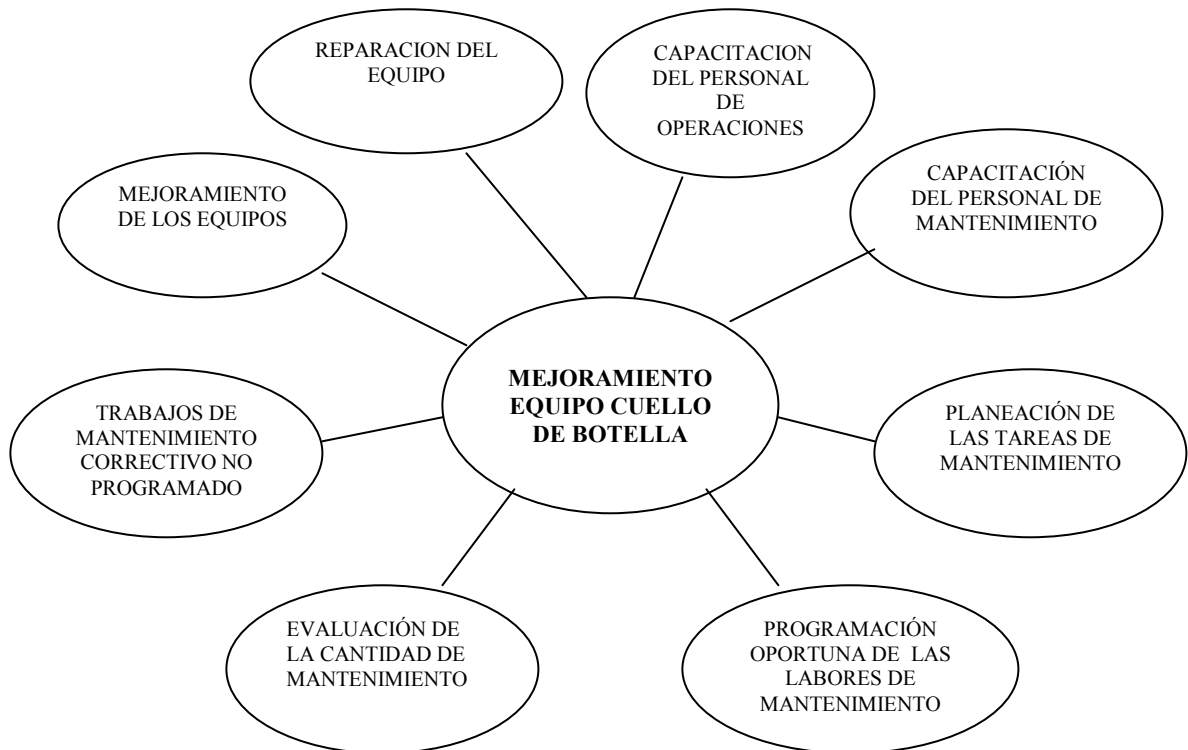 REPARACION DEL
EQUIPO
CAPACITACION
DEL PERSONAL
DE
OPERACIONES
CAPACITACIÓN
DEL PERSONAL DE
MANTENIMIENTO
MEJORAMIENTO
DE LOS EQUIPOS
MEJORAMIENTO
EQUIPO CUELLO
DE BOTELLA
TRABAJOS DE
MANTENIMIENTO
CORRECTIVO NO
PROGRAMADO
PLANEACIÓN DE
LAS TAREAS DE
MANTENIMIENTO
EVALUACIÓN DE
LA CANTIDAD DE
MANTENIMIENTO
PROGRAMACIÓN
OPORTUNA DE LAS
LABORES DE
MANTENIMIENTO